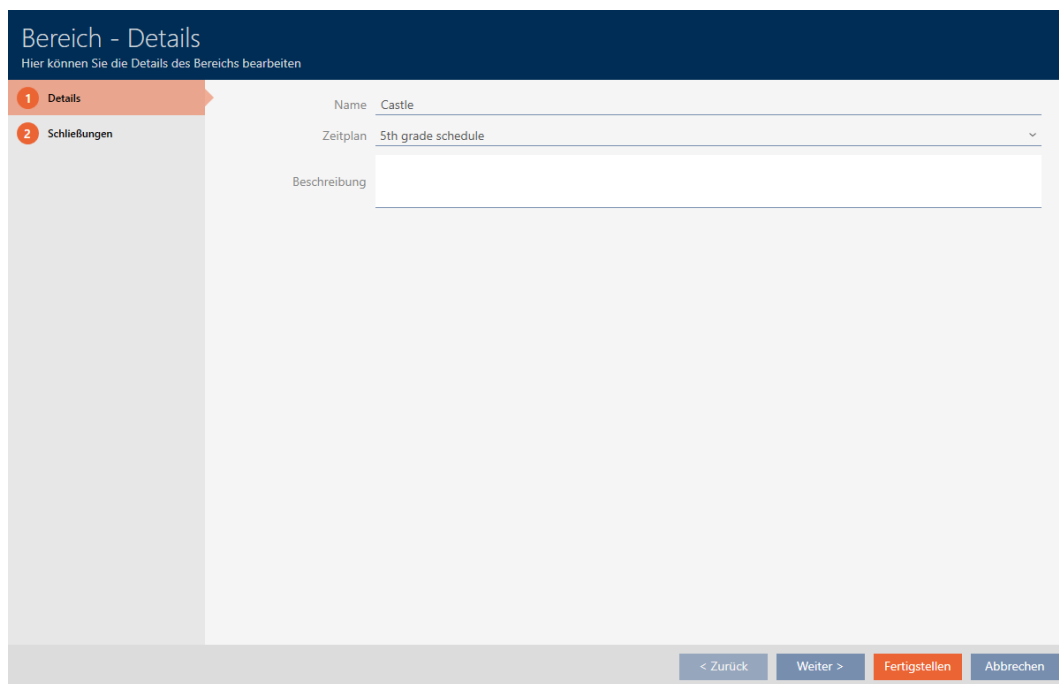 Bereich - Details
Hier können Sie die Details des Bereichs bearbeiten
1 Details
2 Schließungen
Name Castle
Zeitplan 5th grade schedule
Beschreibung
< Zurück Weiter > Fertigstellen Abbrechen